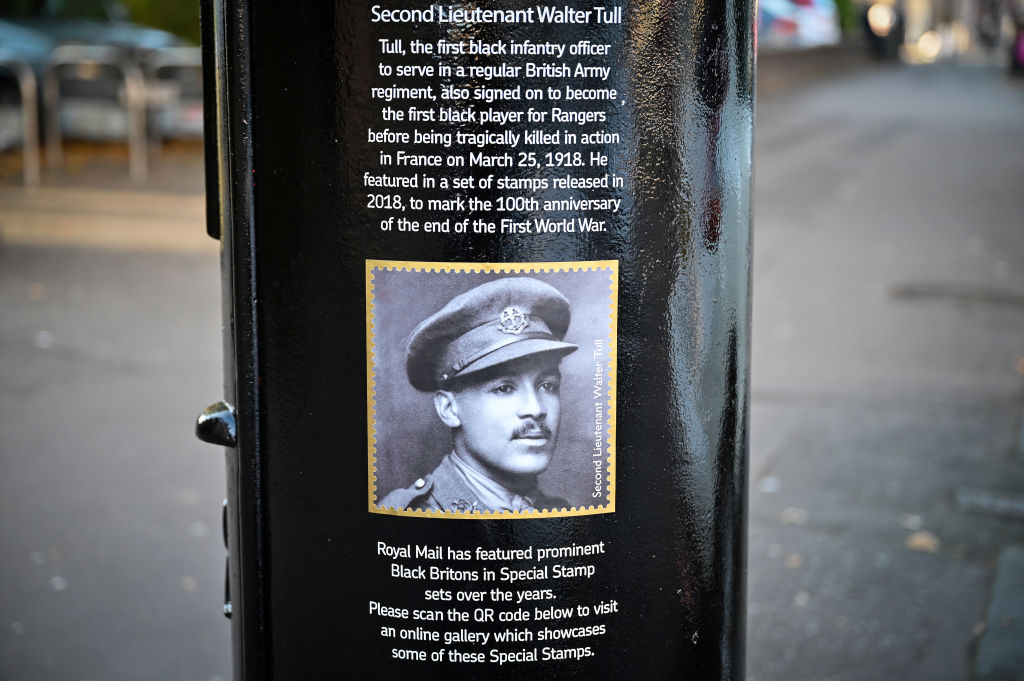 Second Lieutenant Walter Tull
Tull, the first black infantry officer
to serve in a regular British Army
regiment, also signed on to become
the first black player for Rangers
before being tragically killed in action
in France on March 25, 1918. He
featured in a set of stamps released in
2018, to mark the 100th anniversary
of the end of the First World War.
Second Lieutenant Walter Tull
Royal Mail has featured prominent
Black Britons in Special Stamp
sets over the years.
Please scan the QR code below to visit
an online gallery which showcases
some of these Special Stamps.